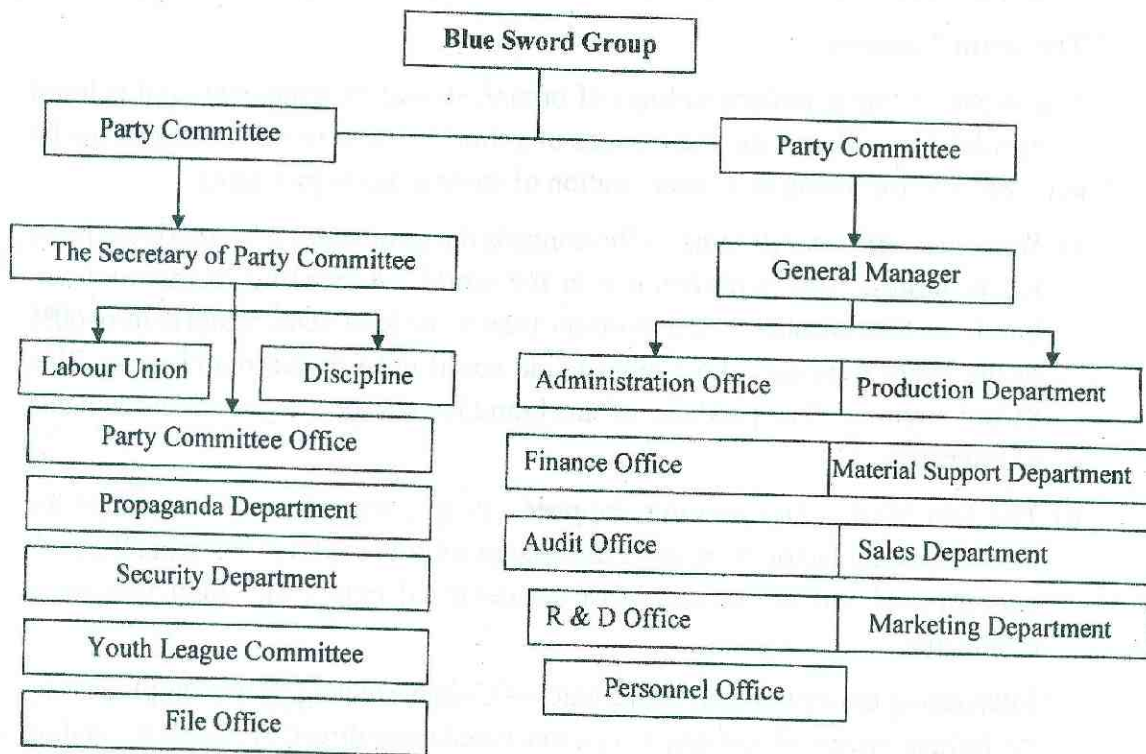 Blue Sword Group
Party Committee
Party Committee
The Secretary of Party Committee
General Manager
Labour Union
Discipline
Administration Office
Production Department
Party Committee Office
Finance Office
Material Support Department
Propaganda Department
Audit Office
Sales Department
Security Department
R & D Office
Marketing Department
Youth League Committee
Personnel Office
File Office